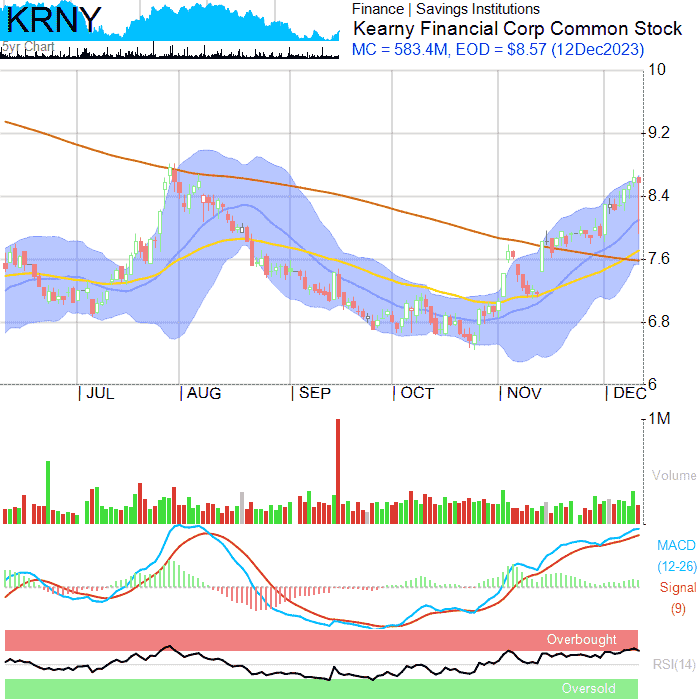 KRNY
5yr Chart
Finance | Savings Institutions
Kearny Financial Corp Common Stock
MC = 583.4M, EOD = $8.57 (12Dec2023)
10
9.2
8.4
7.6
6.8
6
| JUL | AUG | SEP | OCT | NOV | DEC
1M
Volume
MACD
(12-26)
Signal
(9)
Overbought
RSI(14)
Oversold